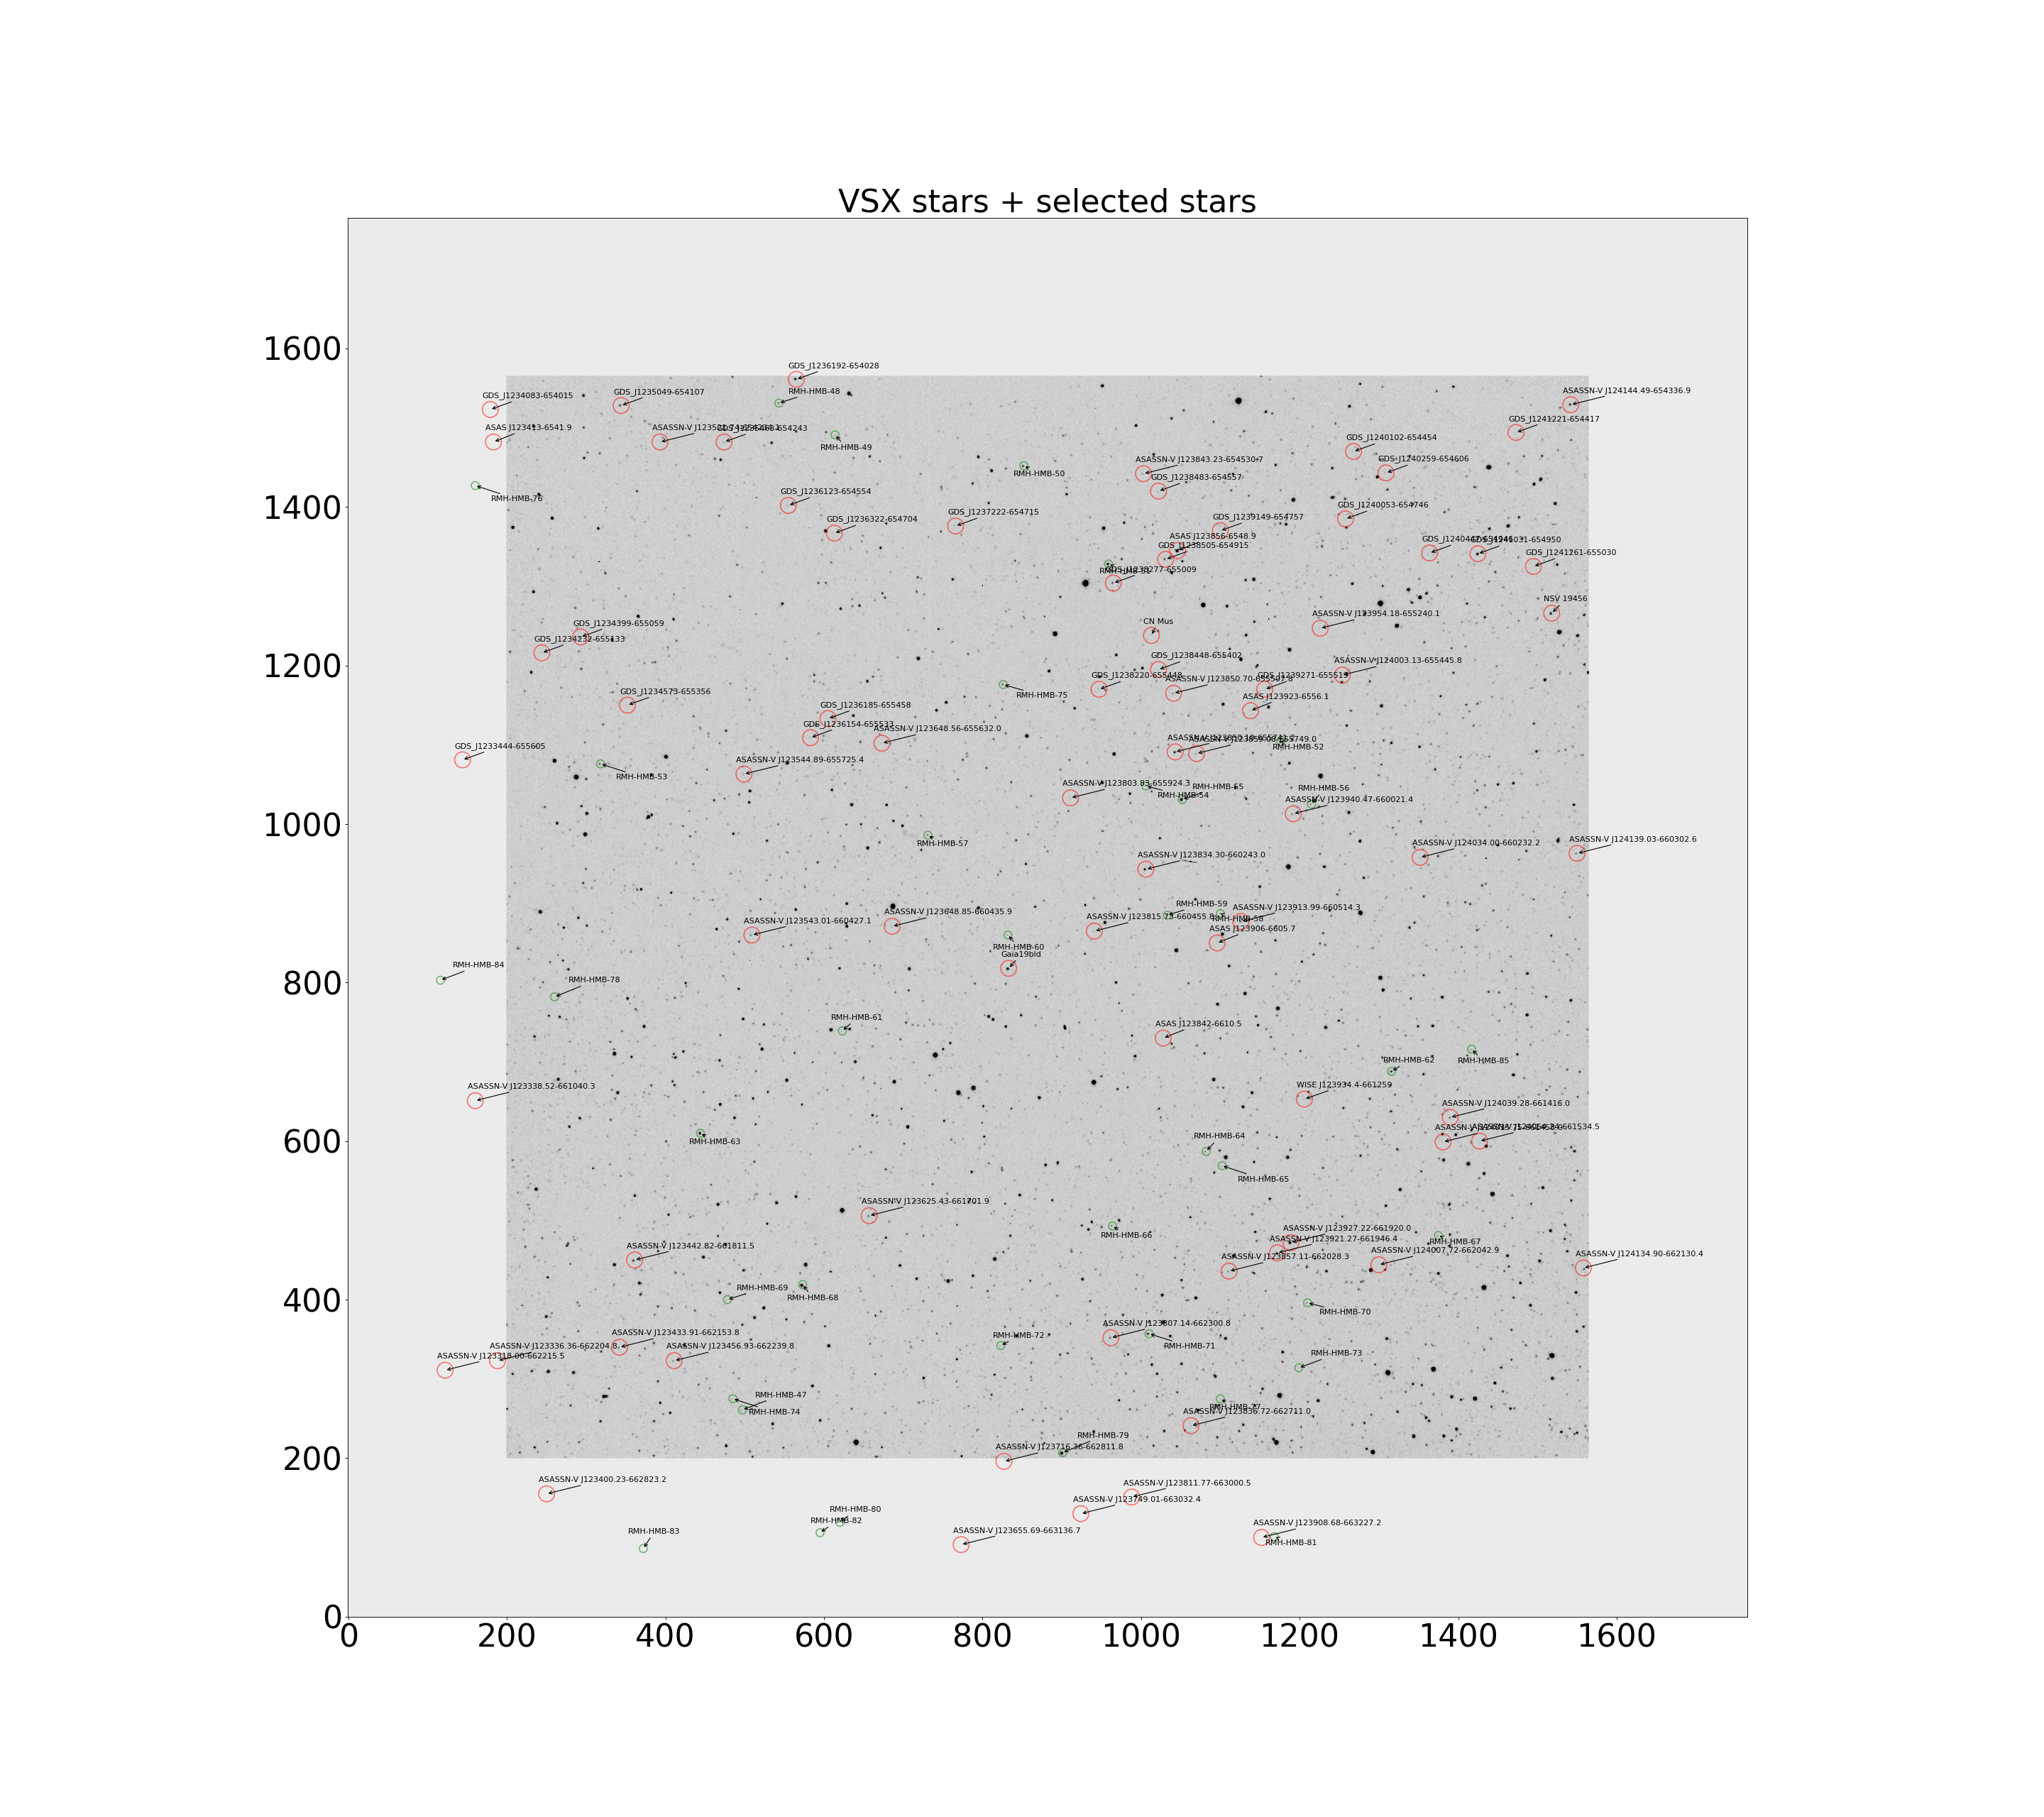 VSX stars + selected stars
1600
GDS_J1236192-654028
RMH-HMB-48
GDS_J1235049-654107
GDS_J1234083-654015
ASASSN-V J124144.49-654336.9
GDS_J1241221-654417
ASAS J123413-6541.9
GDS_J1240102-654454
RMH-HMB-49
ASASSN-V J123843.23-654530.7
GDS_J1240259-654606
RMH-HMB-50
GDS_J1238483-654557
GDS_J1236123-654554
RMH-HMB-76
1400
GDS_J1240053-654746
GDS_J1237222-654715
GDS_J1239149-654757
GDS_J1236322-654704
ASAS J123856-6548.9
GDS_J1238505-654915
GDS_J1241261-655030
NSV 19456
ASASSN-V J123954.18-655240.1
CN Mus
GDS_J1234399-655059
GDS_J1234232-655133
1200
GDS_J1238448-655402
ASASSN-V J124003.13-655445.8
GDS_J1238220-655448
GDS_J1234573-655356
RMH-HMB-75
ASAS J123923-6556.1
GDS_J1236185-655458
GDS_J1236154-655533
ASASSN-V J123648.56-655632.0
GDS_J1233444-655605
RMH-HMB-52
ASASSN-V J123544.89-655725.4
RMH-HMB-53
ASASSN-V J123803.83-655924.3
RMH-HMB-55
RMH-HMB-56
RMH-HMB-54
ASASSN-V J123940.47-660021.4
1000
RMH-HMB-57
ASASSN-V J124139.03-660302.6
ASASSN-V J124034.00-660232.2
ASASSN-V J123834.30-660243.0
RMH-HMB-59
ASASSN-V J123913.99-660514.3
ASASSN-V J123648.85-660435.9
ASASSN-V J123815.73-660455.8
RMH-HMB-58
ASASSN-V J123543.01-660427.1
ASAS J123906-6605.7
RMH-HMB-60
Gaia19bld
RMH-HMB-84
RMH-HMB-78
800
RMH-HMB-61
ASAS J123842-6610.5
RMH-HMB-62
RMH-HMB-85
ASASSN-V J123338.52-661040.3
WISE J123934.4-661259
ASASSN-V J124039.28-661416.0
RMH-HMB-64
600
RMH-HMB-63
RMH-HMB-65
ASASSN-V J123625.43-661701.9
ASASSN-V J123927.22-661920.0
RMH-HMB-66
ASASSN-V J123921.27-661946.4
RMH-HMB-67
ASASSN-V J123442.82-661811.5
ASASSN-V J124007.72-662042.9
ASASSN-V J124134.90-662130.4
ASASSN-V J123857.11-662028.3
RMH-HMB-69
RMH-HMB-68
400
RMH-HMB-70
ASASSN-V J123807.14-662300.8
ASASSN-V J123433.91-662153.8
RMH-HMB-72
ASASSN-V J123336.36-662204.8
ASASSN-V J123456.93-662239.8
RMH-HMB-71
RMH-HMB-73
ASASSN-V J123318.00-662215.5
RMH-HMB-47
RMH-HMB-77
RMH-HMB-74
ASASSN-V J123836.72-662711.0
RMH-HMB-79
ASASSN-V J123716.36-662811.8
200
ASASSN-V J123400.23-662823.2
ASASSN-V J123811.77-663000.5
ASASSN-V J123749.01-663032.4
RMH-HMB-80
RMH-HMB-82
ASASSN-V J123908.68-663227.2
RMH-HMB-83
ASASSN-V J123655.69-663136.7
RMH-HMB-81
0
0 200 400 600 800 1000 1200 1400 1600